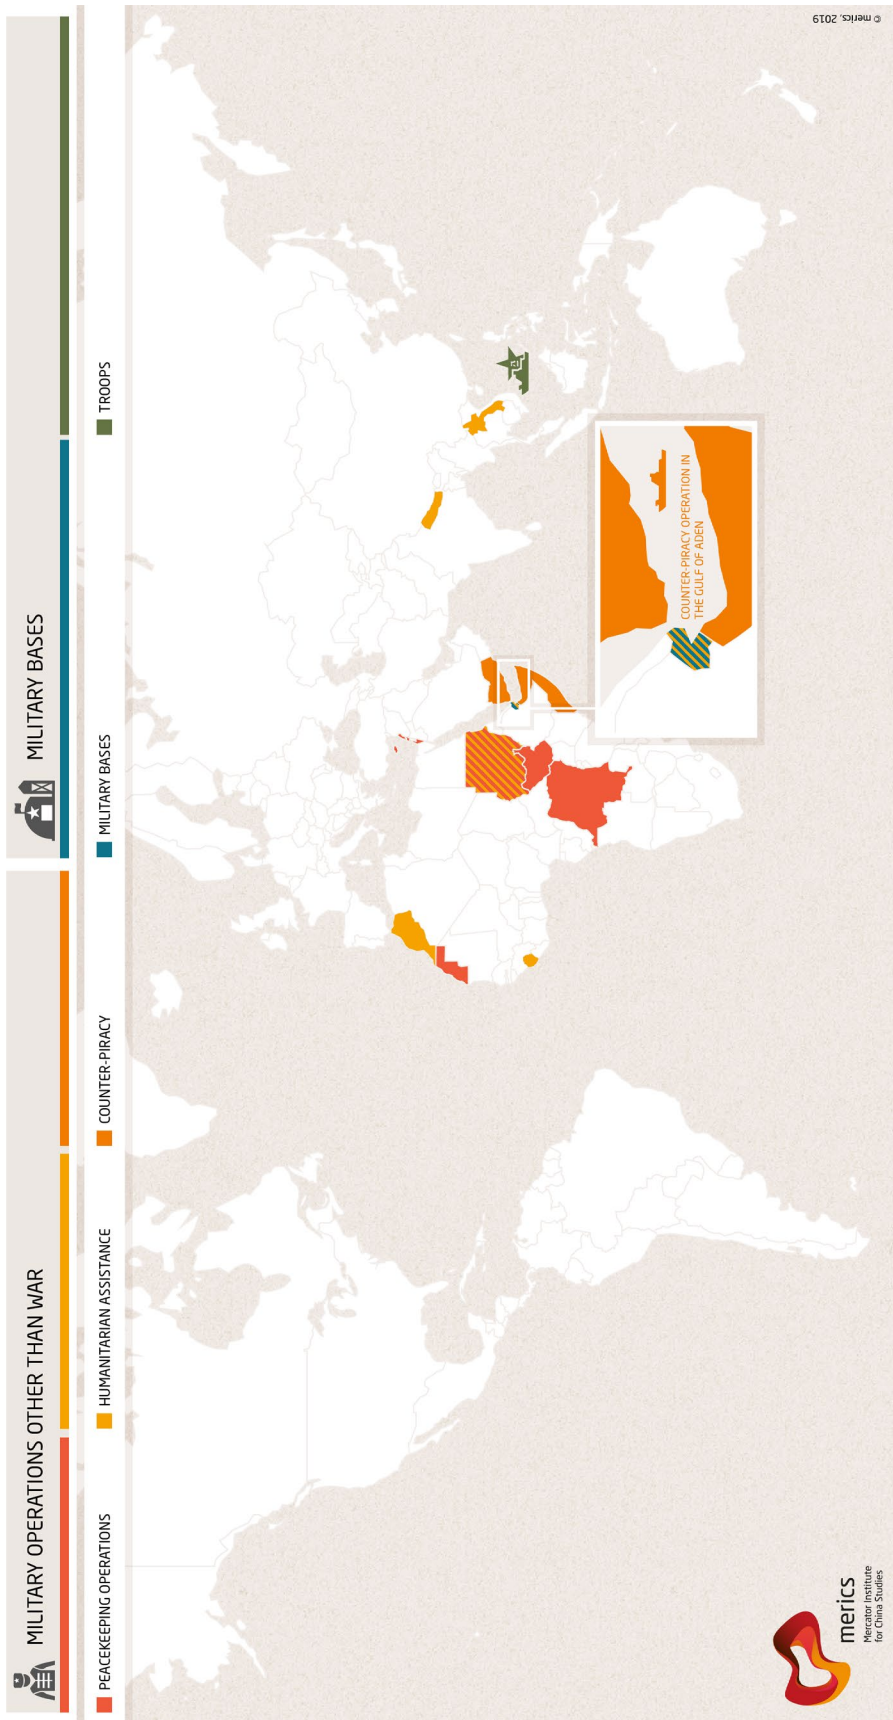 MILITARY OPERATIONS OTHER THAN WAR
MILITARY BASES
PEACEKEEPING OPERATIONS
HUMANITARIAN ASSISTANCE
COUNTER-PIRACY
MILITARY BASES
TROOPS
COUNTER-PIRACY OPERATION IN
THE GULF OF ADEN
merics
Mercator Institute
for China Studies
© merics, 2019